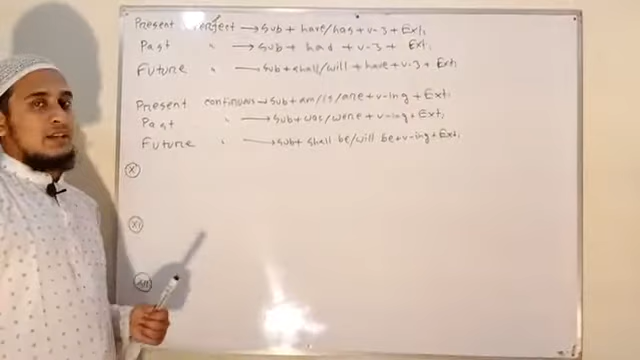 Present perfect → Sub + have/has + v-3 + Ext.
Past " → Sub + had + v-3 + Ext.
Future " → Sub + shall/will + have + v-3 + Ext.
Present continuous → Sub + am/is/are + v-ing + Ext.
Past " → Sub + was/were + v-ing + Ext.
Future " → Sub + shall be/will be + v-ing + Ext.
X
XI